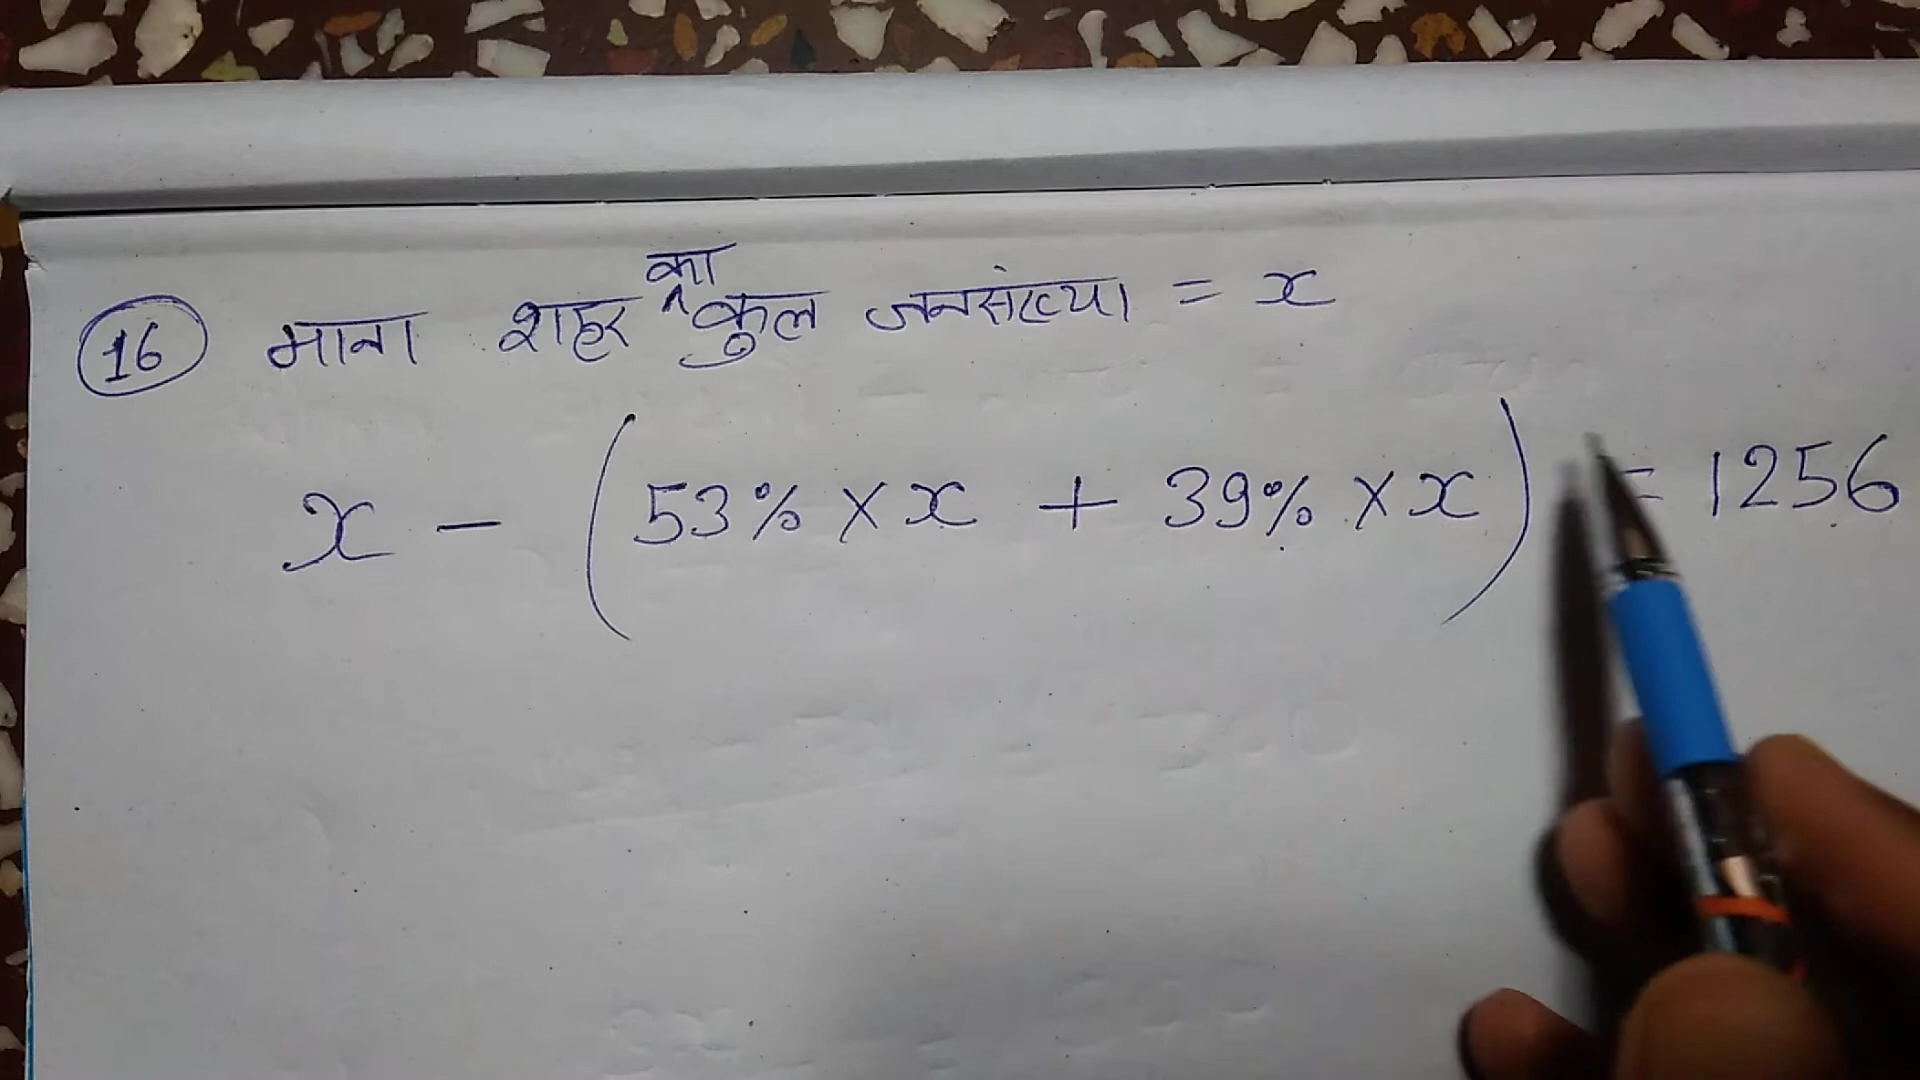 16 माना शहर का कुल जनसंख्या = x
x - (53% × x + 39% × x) = 1256